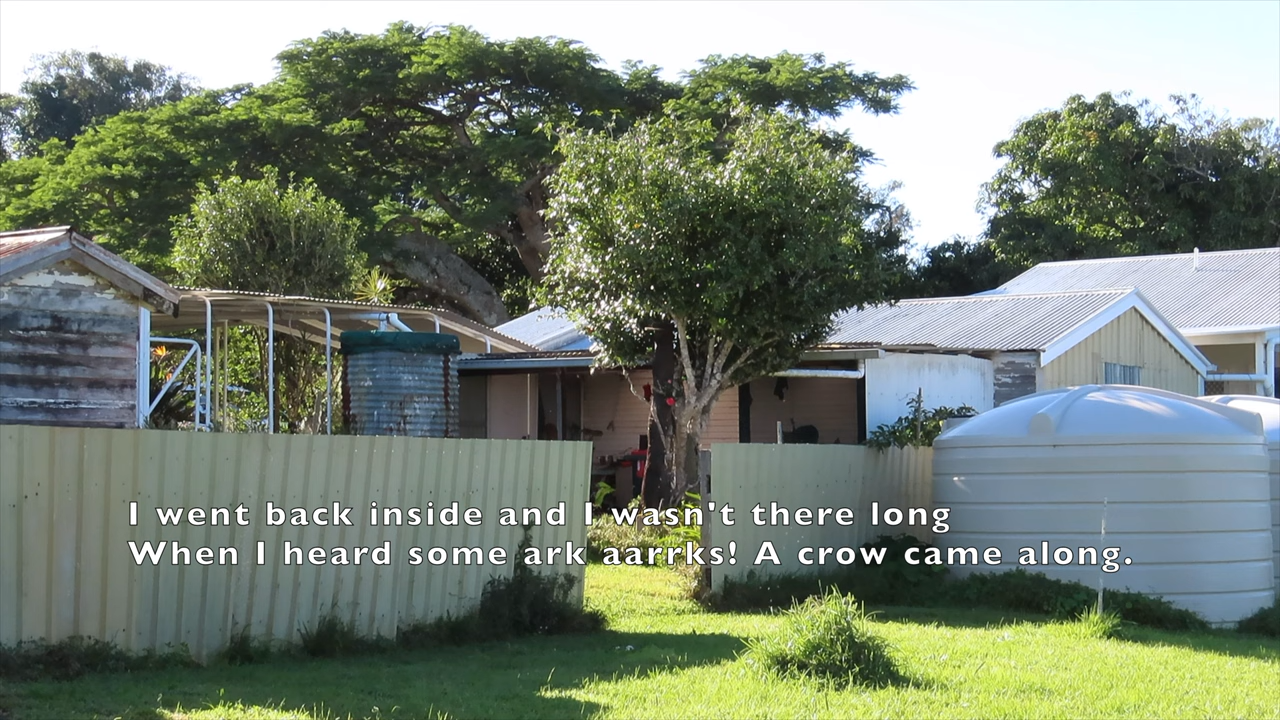 I went back inside and I wasn't there long
When I heard some ark aarrks! A crow came along.